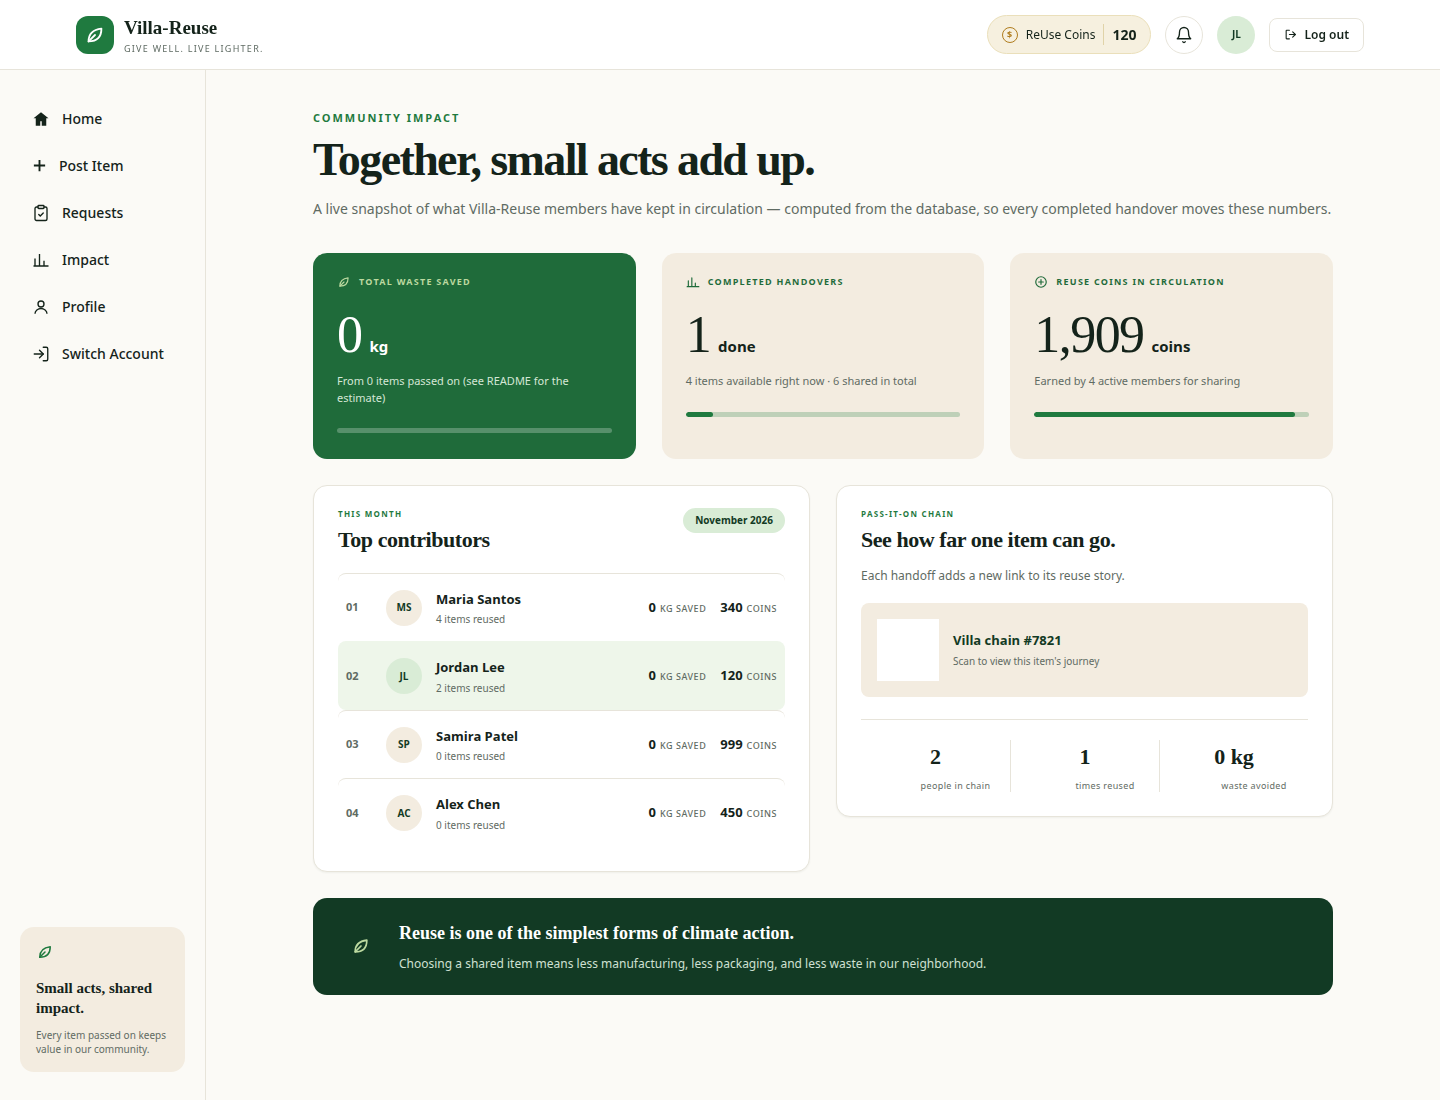 Villa-Reuse
GIVE WELL. LIVE LIGHTER.
$ ReUse Coins 120
JL
Log out
Home
Post Item
Requests
Impact
Profile
Switch Account
Small acts, shared
impact.
Every item passed on keeps
value in our community.
COMMUNITY IMPACT
Together, small acts add up.
A live snapshot of what Villa-Reuse members have kept in circulation — computed from the database, so every completed handover moves these numbers.
TOTAL WASTE SAVED
0 kg
From 0 items passed on (see README for the
estimate)
COMPLETED HANDOVERS
1 done
4 items available right now · 6 shared in total
REUSE COINS IN CIRCULATION
1,909 coins
Earned by 4 active members for sharing
THIS MONTH
Top contributors
November 2026
01 MS Maria Santos 0 KG SAVED 340 COINS
4 items reused
02 JL Jordan Lee 0 KG SAVED 120 COINS
2 items reused
03 SP Samira Patel 0 KG SAVED 999 COINS
0 items reused
04 AC Alex Chen 0 KG SAVED 450 COINS
0 items reused
PASS-IT-ON CHAIN
See how far one item can go.
Each handoff adds a new link to its reuse story.
Villa chain #7821
Scan to view this item's journey
2 1 0 kg
people in chain times reused waste avoided
Reuse is one of the simplest forms of climate action.
Choosing a shared item means less manufacturing, less packaging, and less waste in our neighborhood.